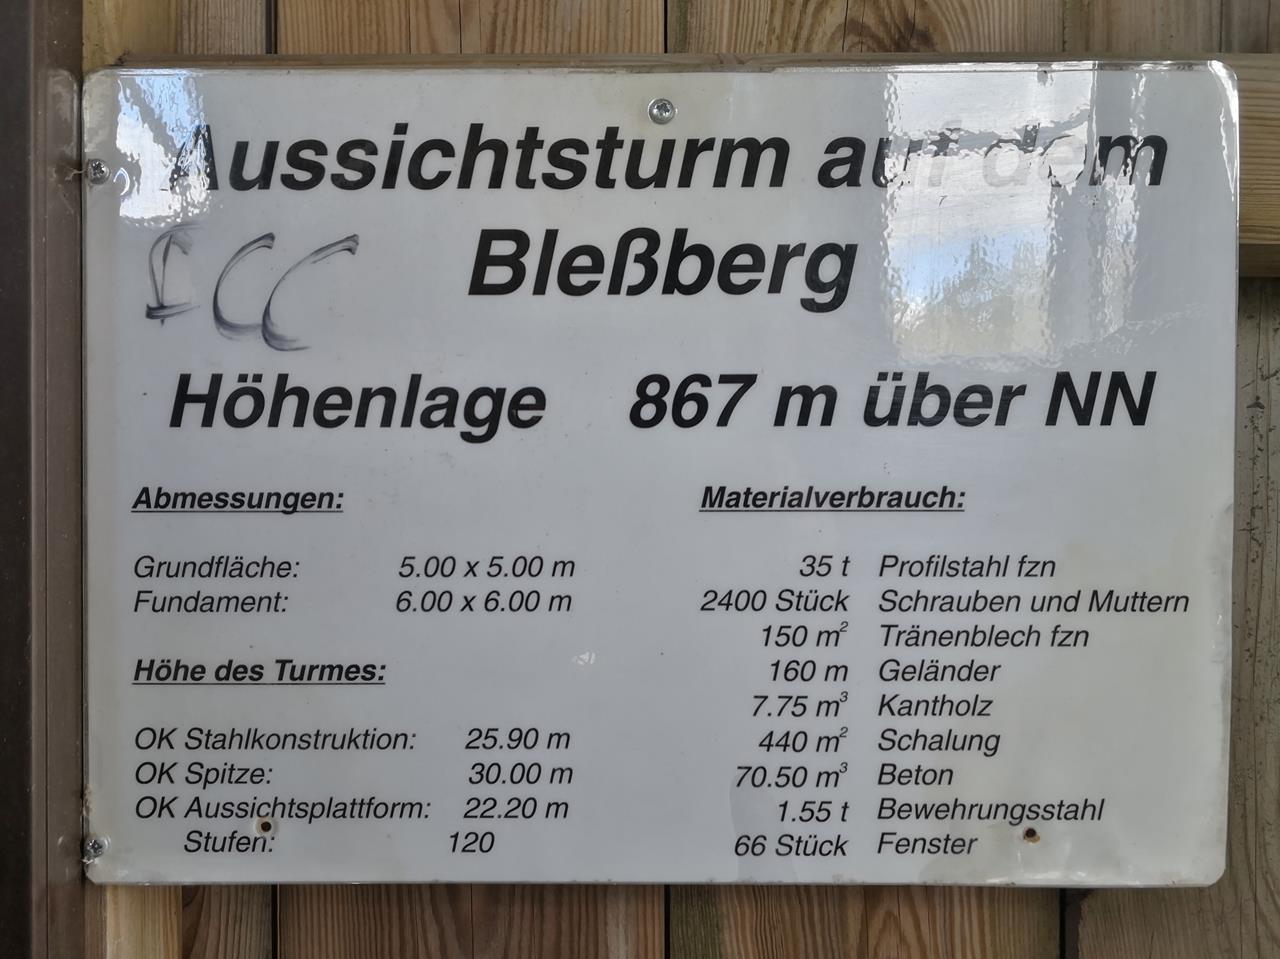 Aussichtsturm auf dem
Bleßberg
ICC
Höhenlage 867 m über NN
Abmessungen:
Grundfläche: 5.00 x 5.00 m
Fundament: 6.00 x 6.00 m
Höhe des Turmes:
OK Stahlkonstruktion: 25.90 m
OK Spitze: 30.00 m
OK Aussichtsplattform: 22.20 m
Stufen: 120
Materialverbrauch:
35 t Profilstahl fzn
2400 Stück Schrauben und Muttern
150 m² Tränenblech fzn
160 m Geländer
7.75 m³ Kantholz
440 m² Schalung
70.50 m³ Beton
1.55 t Bewehrungsstahl
66 Stück Fenster